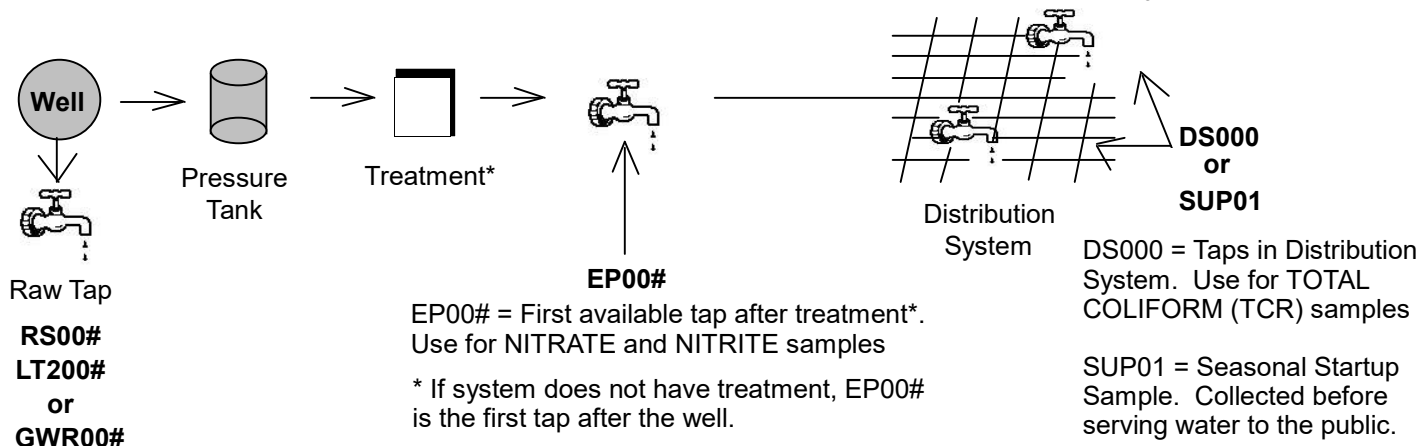 Well
Pressure
Tank
Treatment*
Raw Tap
RS00#
LT200#
or
GWR00#
EP00#
EP00# = First available tap after treatment*.
Use for NITRATE and NITRITE samples
* If system does not have treatment, EP00#
is the first tap after the well.
Distribution
System
DS000
or
SUP01
DS000 = Taps in Distribution
System. Use for TOTAL
COLIFORM (TCR) samples
SUP01 = Seasonal Startup
Sample. Collected before
serving water to the public.